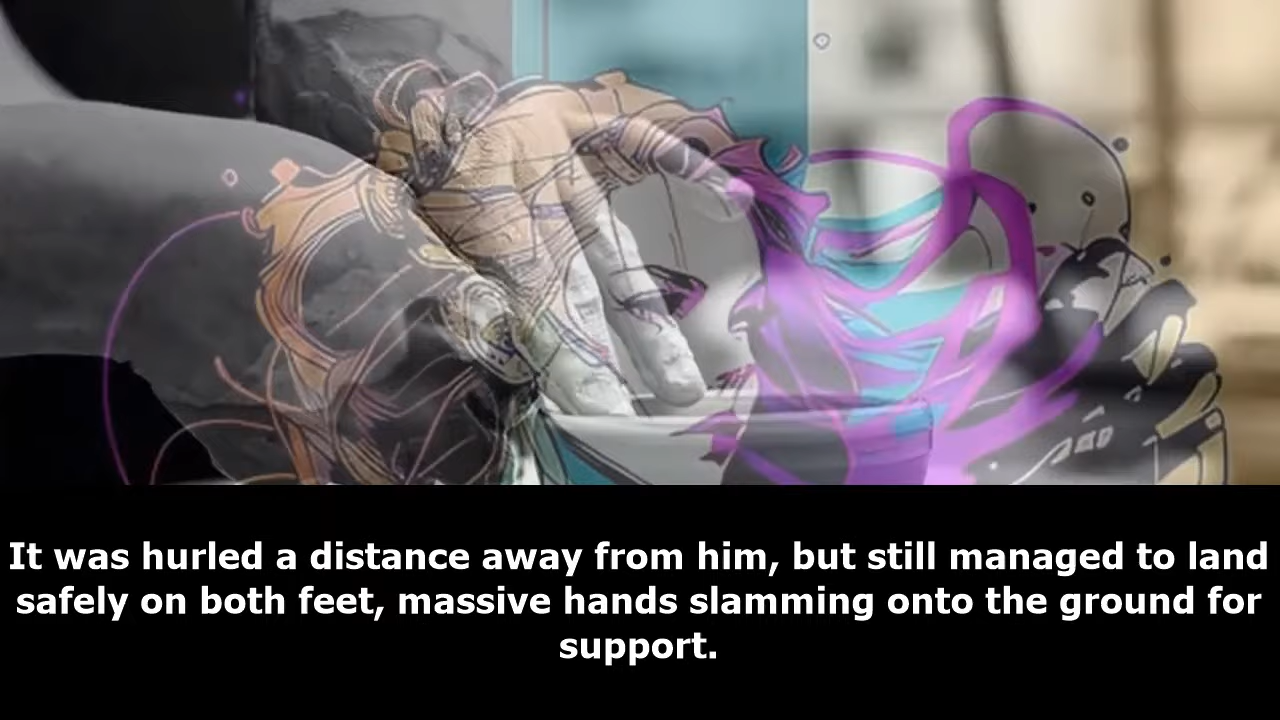 It was hurled a distance away from him, but still managed to land
safely on both feet, massive hands slamming onto the ground for
support.